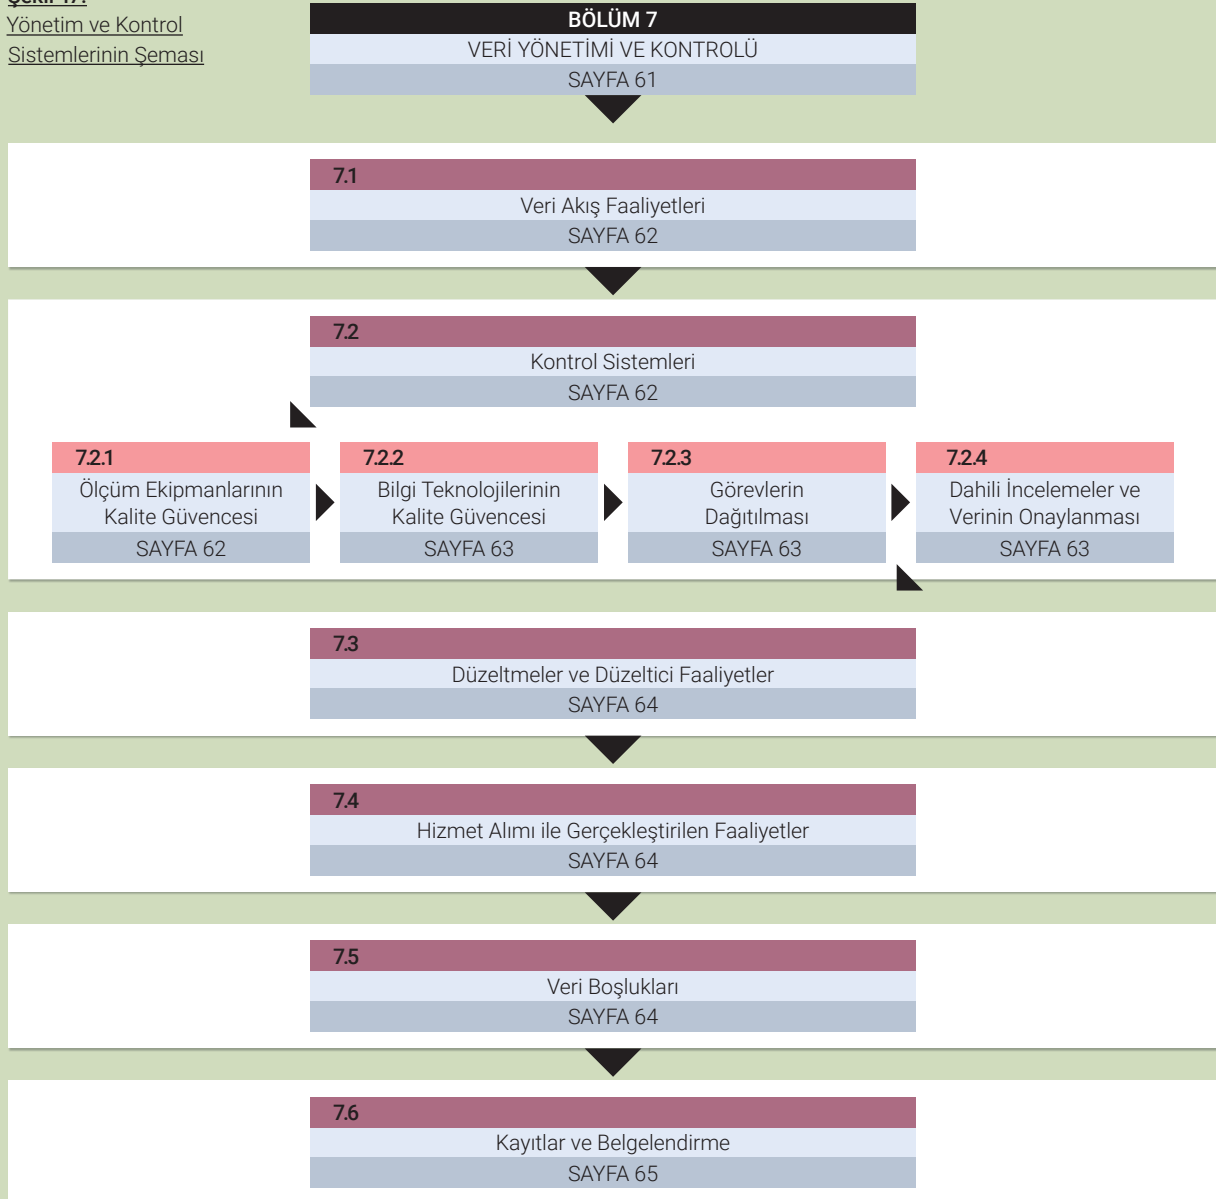 Şekil 17:
Yönetim ve Kontrol
Sistemlerinin Şeması
BÖLÜM 7
VERİ YÖNETİMİ VE KONTROLÜ
SAYFA 61
7.1
Veri Akış Faaliyetleri
SAYFA 62
7.2
Kontrol Sistemleri
SAYFA 62
7.2.1
Ölçüm Ekipmanlarının
Kalite Güvencesi
SAYFA 62
7.2.2
Bilgi Teknolojilerinin
Kalite Güvencesi
SAYFA 63
7.2.3
Görevlerin
Dağıtılması
SAYFA 63
7.2.4
Dahili İncelemeler ve
Verinin Onaylanması
SAYFA 63
7.3
Düzeltmeler ve Düzeltici Faaliyetler
SAYFA 64
7.4
Hizmet Alımı ile Gerçekleştirilen Faaliyetler
SAYFA 64
7.5
Veri Boşlukları
SAYFA 64
7.6
Kayıtlar ve Belgelendirme
SAYFA 65